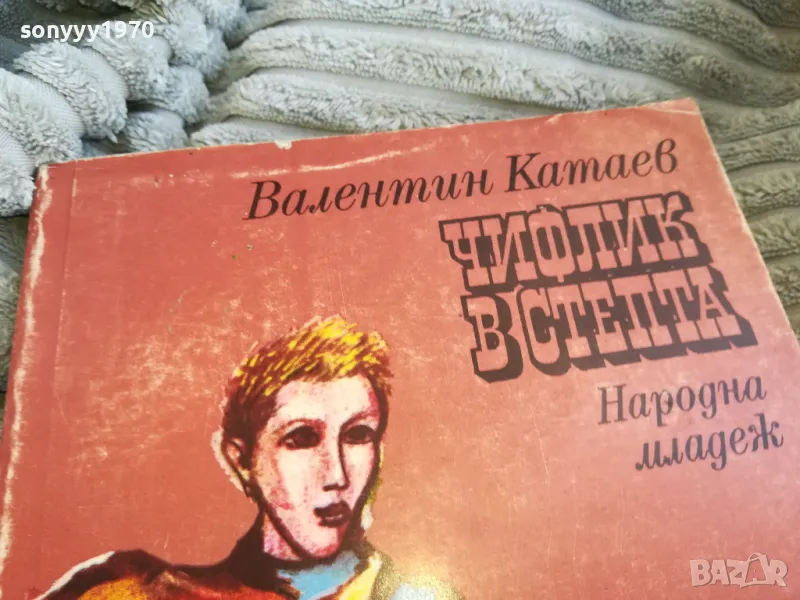 sonyyy1970
Валентин Катаев
ЧИФЛИК
В СТЕПТА
Народна
младеж
BAZAR